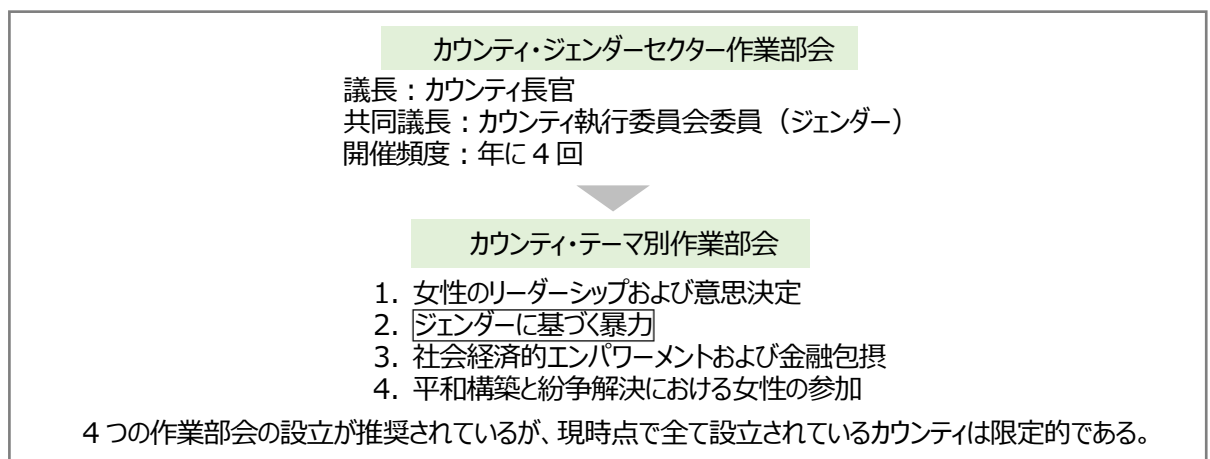 カウンティ・ジェンダーセクター作業部会
議長：カウンティ長官
共同議長：カウンティ執行委員会委員（ジェンダー）
開催頻度：年に４回
カウンティ・テーマ別作業部会
1. 女性のリーダーシップおよび意思決定
2. ジェンダーに基づく暴力
3. 社会経済的エンパワーメントおよび金融包摂
4. 平和構築と紛争解決における女性の参加
４つの作業部会の設立が推奨されているが、現時点で全て設立されているカウンティは限定的である。